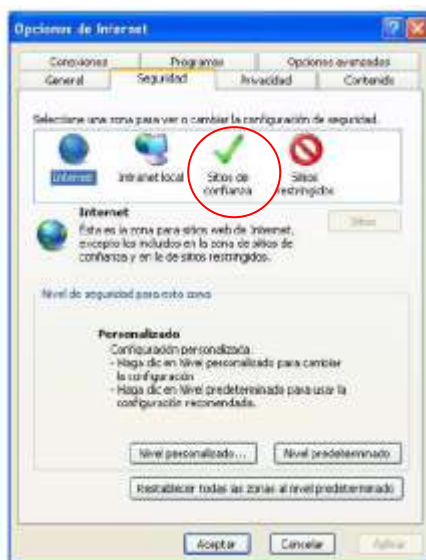 Opciones de Internet
Conexiones Programas Opciones avanzadas
General Seguridad Privacidad Contenido
Seleccione una zona para ver o cambiar la configuración de seguridad.
Internet Intranet local Sitios de confianza Sitios restringidos
Internet
Sitios
Ésta es la zona para sitios web de Internet,
excepto los incluidos en la zona de sitios de
confianza y en la de sitios restringidos.
Nivel de seguridad para esta zona
Personalizado
Configuración personalizada.
- Haga clic en Nivel personalizado para cambiar
la configuración
- Haga clic en Nivel predeterminado para usar la
configuración recomendada.
Nivel personalizado... Nivel predeterminado
Restablecer todas las zonas al nivel predeterminado
Aceptar Cancelar Aplicar